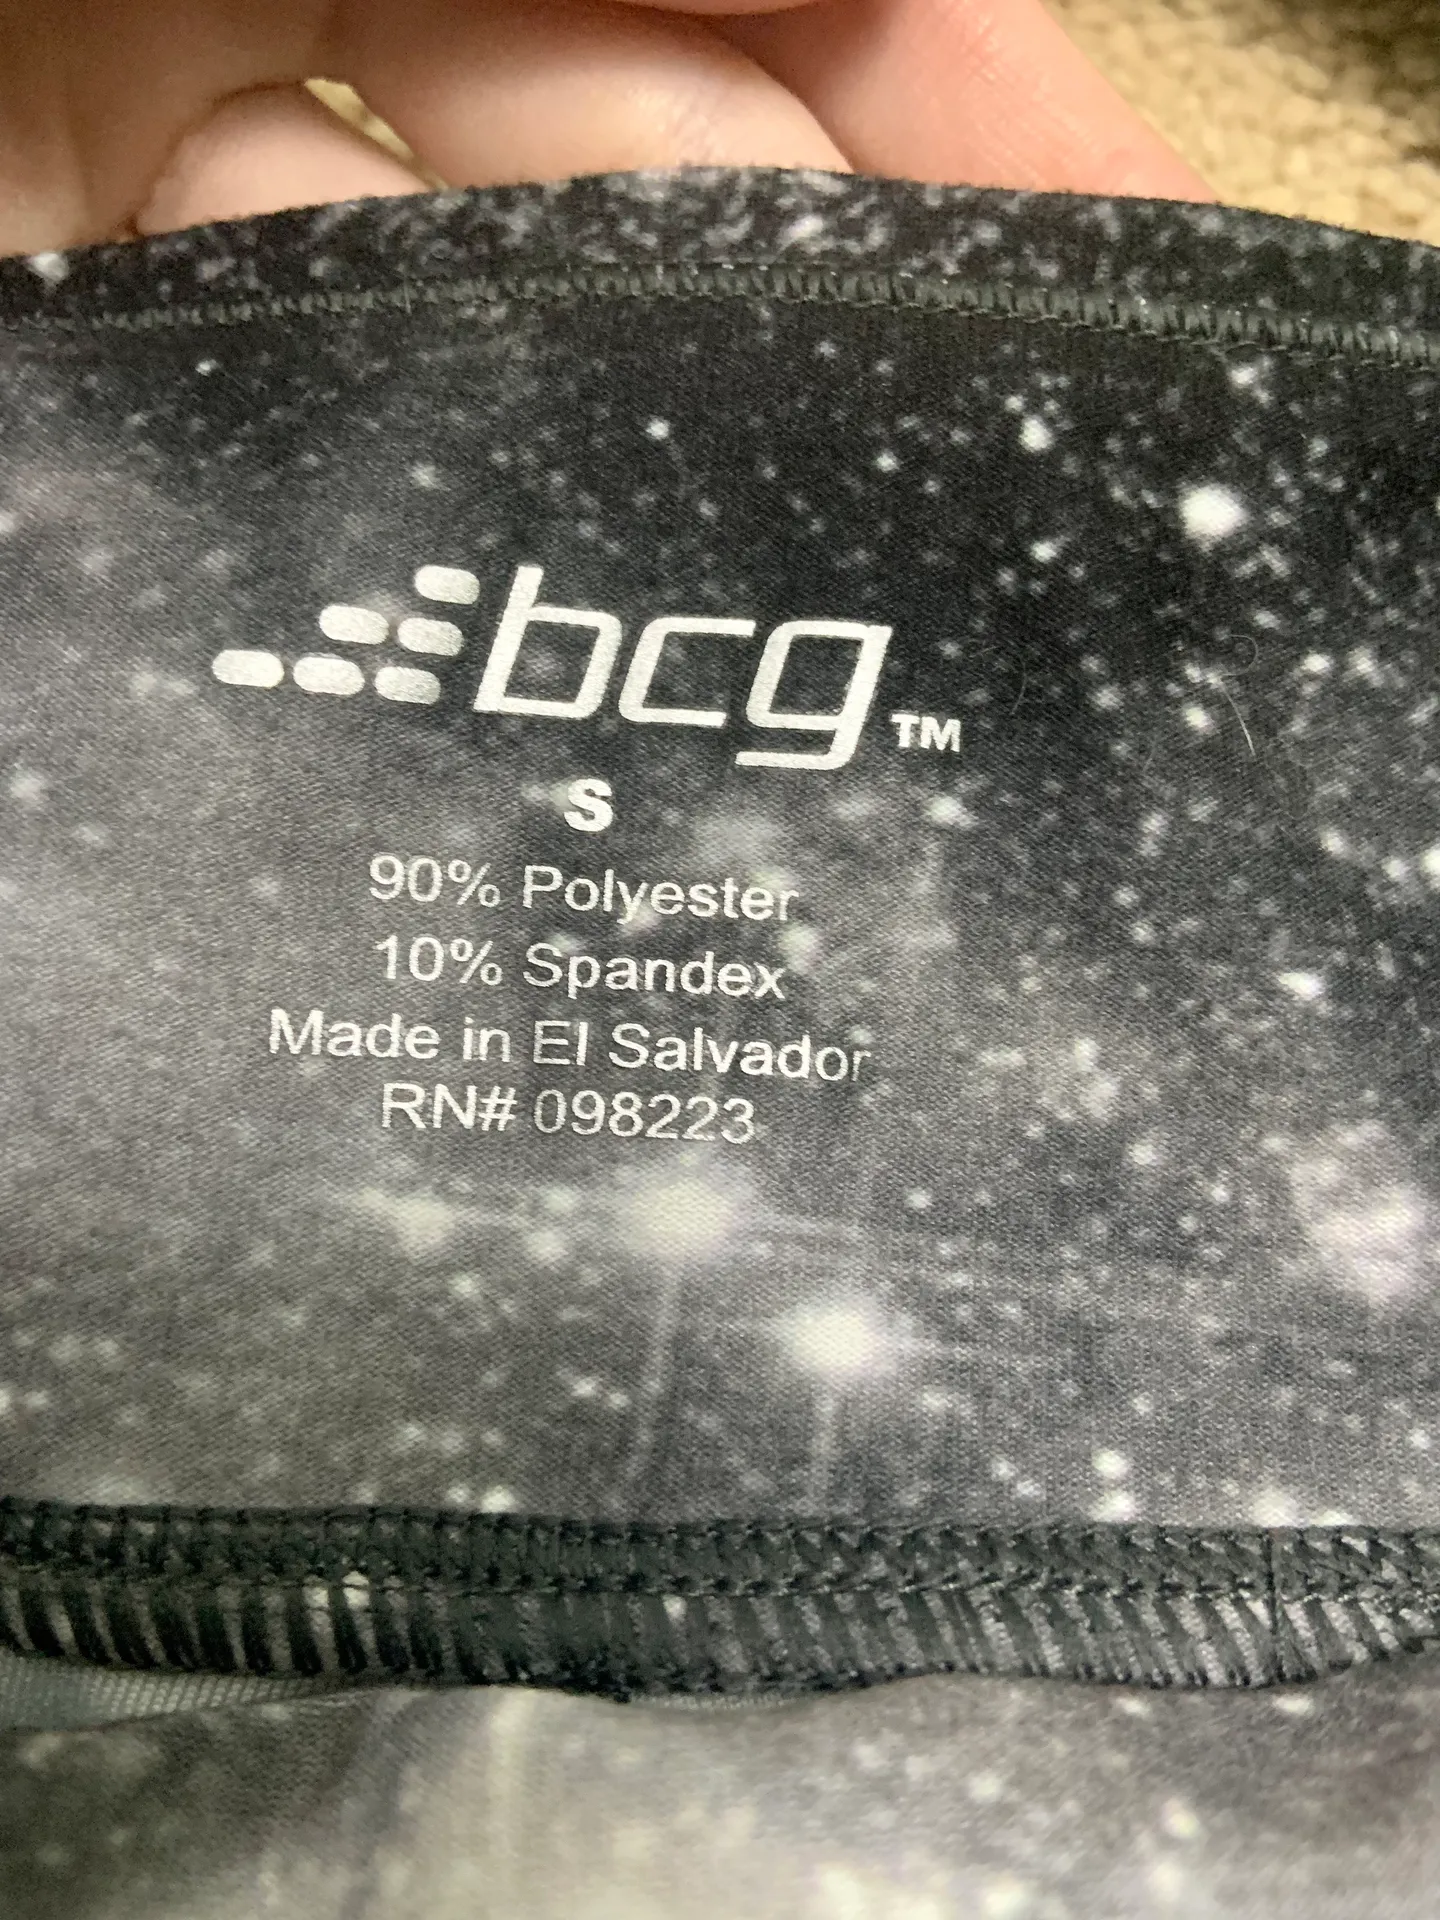 bcg™
S
90% Polyester
10% Spandex
Made in El Salvador
RN# 098223